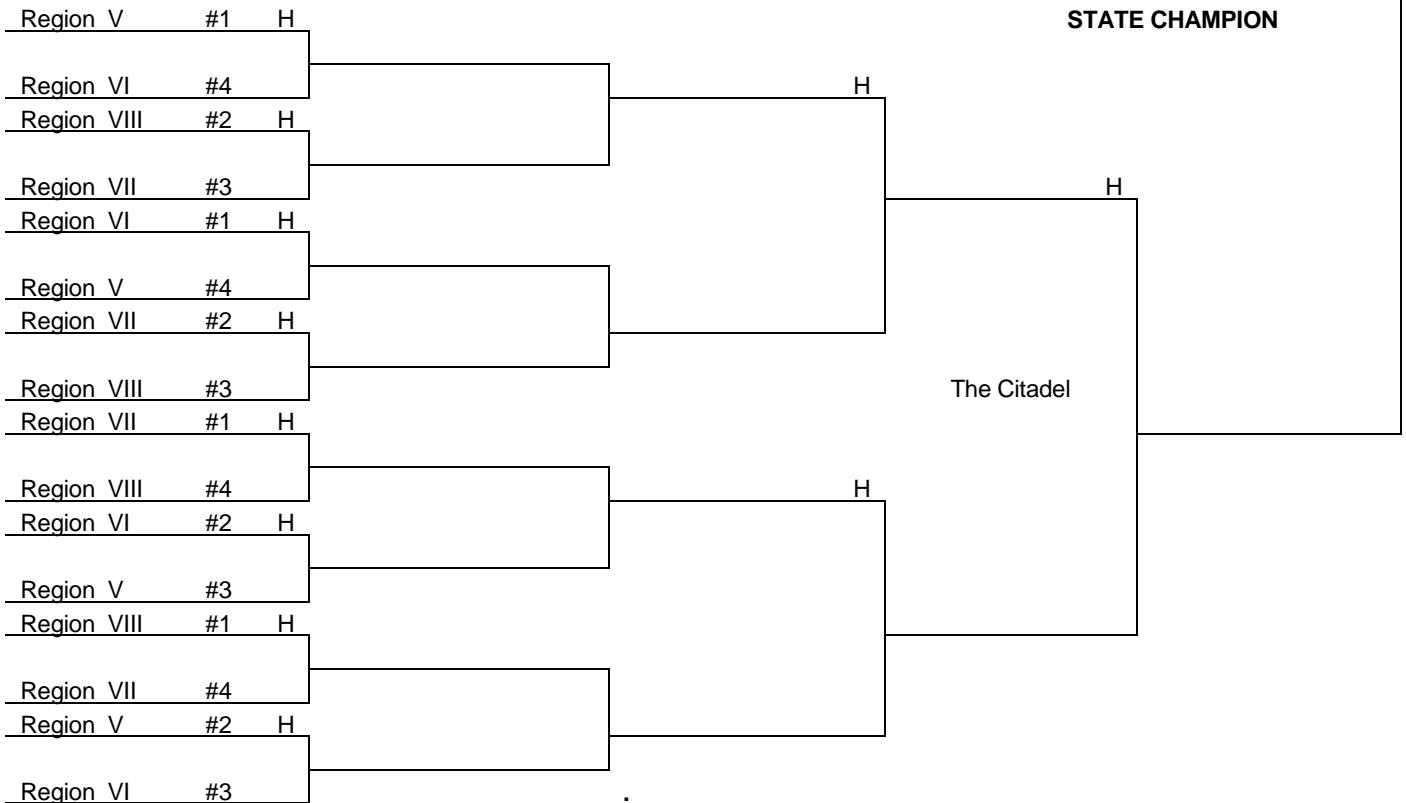 Region V #1 H STATE CHAMPION
Region VI #4 H
Region VIII #2 H
Region VII #3 H
Region VI #1 H
Region V #4
Region VII #2 H
Region VIII #3 The Citadel
Region VII #1 H
Region VIII #4 H
Region VI #2 H
Region V #3
Region VIII #1 H
Region VII #4
Region V #2 H
Region VI #3 .